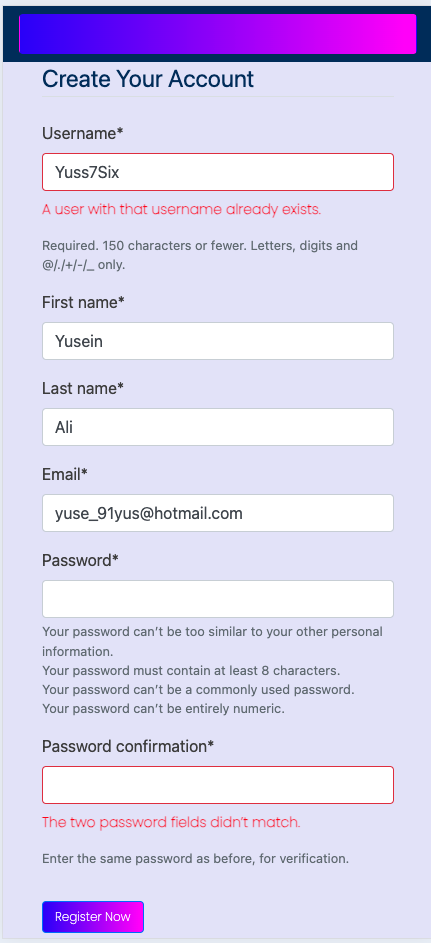 Create Your Account
Username*
Yuss7Six
A user with that username already exists.
Required. 150 characters or fewer. Letters, digits and
@/./+/-/_ only.
First name*
Yusein
Last name*
Ali
Email*
yuse_91yus@hotmail.com
Password*
Your password can’t be too similar to your other personal
information.
Your password must contain at least 8 characters.
Your password can’t be a commonly used password.
Your password can’t be entirely numeric.
Password confirmation*
The two password fields didn’t match.
Enter the same password as before, for verification.
Register Now